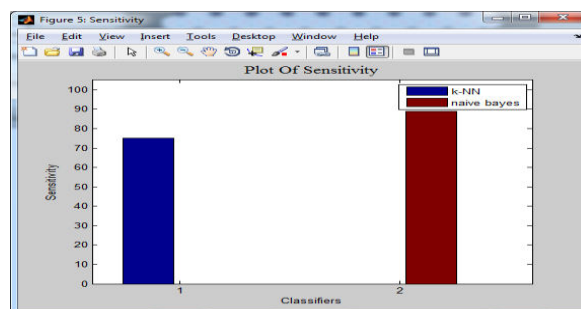 Figure 5: Sensitivity
File Edit View Insert Tools Desktop Window Help
Plot Of Sensitivity
k-NN
naive bayes
100
90
80
70
60
50
40
30
20
10
0
Sensitivity
1 2
Classifiers